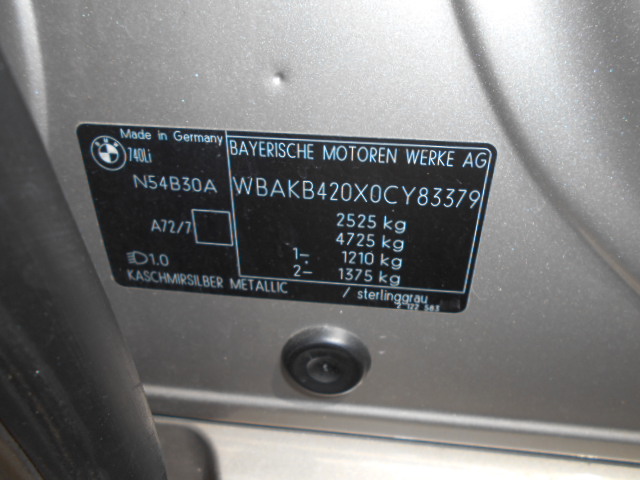 Made in Germany
740Li
BAYERISCHE MOTOREN WERKE AG
N54B30A
WBAKB420X0CY83379
A72/7
2525 kg
4725 kg
1- 1210 kg
2- 1375 kg
1.0
KASCHMIRSILBER METALLIC / sterlinggrau